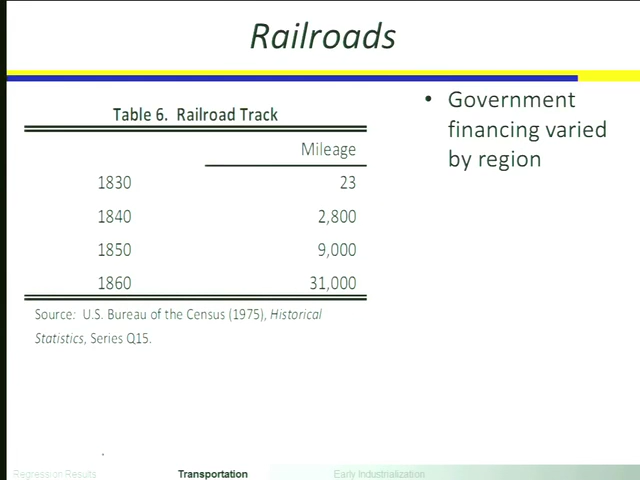 Railroads
Table 6. Railroad Track
Mileage
1830 23
1840 2,800
1850 9,000
1860 31,000
Source: U.S. Bureau of the Census (1975), Historical
Statistics, Series Q15.
• Government
financing varied
by region
Regression Results Transportation Early Industrialization